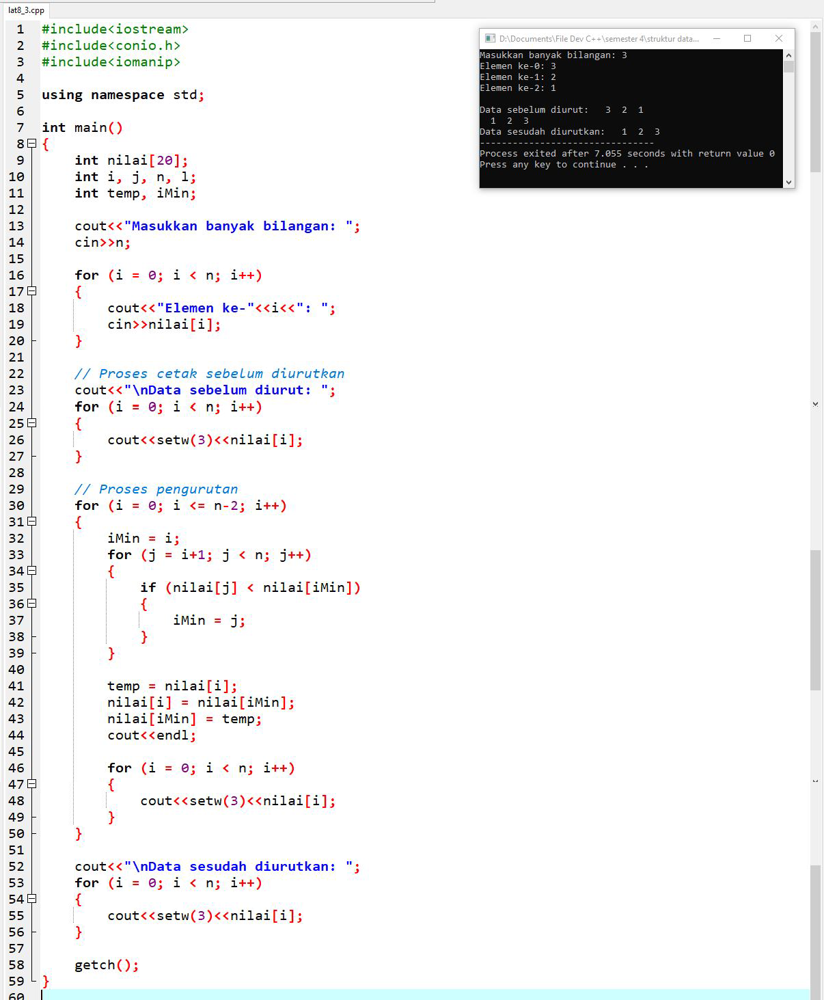 lat8_3.cpp
1 #include<iostream>
2 #include<conio.h>
3 #include<iomanip>
4
5 using namespace std;
6
7 int main()
8 {
9     int nilai[20];
10     int i, j, n, l;
11     int temp, iMin;
12
13     cout<<"Masukkan banyak bilangan: ";
14     cin>>n;
15
16     for (i = 0; i < n; i++)
17     {
18         cout<<"Elemen ke-"<<i<<": ";
19         cin>>nilai[i];
20     }
21
22     // Proses cetak sebelum diurutkan
23     cout<<"\nData sebelum diurut: ";
24     for (i = 0; i < n; i++)
25     {
26         cout<<setw(3)<<nilai[i];
27     }
28
29     // Proses pengurutan
30     for (i = 0; i <= n-2; i++)
31     {
32         iMin = i;
33         for (j = i+1; j < n; j++)
34         {
35             if (nilai[j] < nilai[iMin])
36             {
37                 iMin = j;
38             }
39         }
40
41         temp = nilai[i];
42         nilai[i] = nilai[iMin];
43         nilai[iMin] = temp;
44         cout<<endl;
45
46         for (i = 0; i < n; i++)
47         {
48             cout<<setw(3)<<nilai[i];
49         }
50     }
51
52     cout<<"\nData sesudah diurutkan: ";
53     for (i = 0; i < n; i++)
54     {
55         cout<<setw(3)<<nilai[i];
56     }
57
58     getch();
59 }
60
D:\Documents\File Dev C++\semester 4\struktur data...
Masukkan banyak bilangan: 3
Elemen ke-0: 3
Elemen ke-1: 2
Elemen ke-2: 1

Data sebelum diurut:   3  2  1
  1  2  3
Data sesudah diurutkan:   1  2  3
--------------------------------
Process exited after 7.055 seconds with return value 0
Press any key to continue . . .